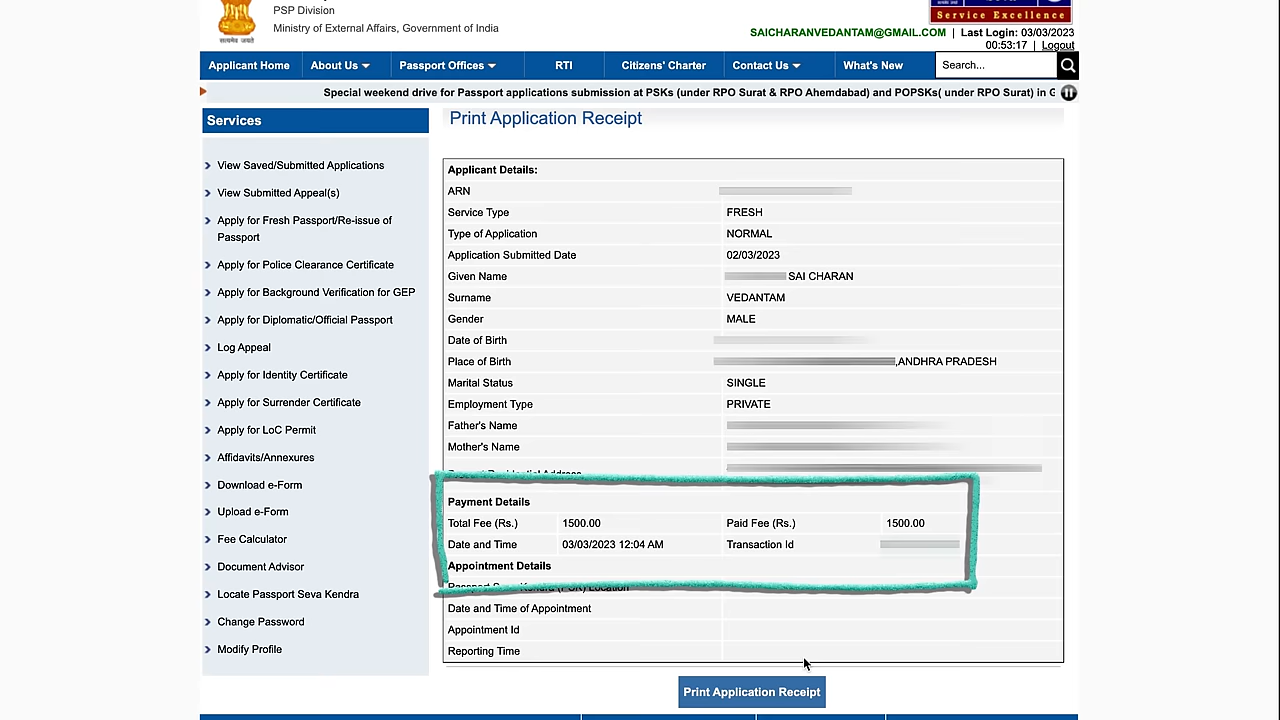 PSP Division
Ministry of External Affairs, Government of India
सत्यमेव जयते
Service Excellence
SAICHARANVEDANTAM@GMAIL.COM | Last Login: 03/03/2023
00:53:17 | Logout
Applicant Home About Us Passport Offices RTI Citizens' Charter Contact Us What's New Search...
Special weekend drive for Passport applications submission at PSKs (under RPO Surat & RPO Ahemdabad) and POPSKs( under RPO Surat) in
Services
View Saved/Submitted Applications
View Submitted Appeal(s)
Apply for Fresh Passport/Re-issue of
Passport
Apply for Police Clearance Certificate
Apply for Background Verification for GEP
Apply for Diplomatic/Official Passport
Log Appeal
Apply for Identity Certificate
Apply for Surrender Certificate
Apply for LoC Permit
Affidavits/Annexures
Download e-Form
Upload e-Form
Fee Calculator
Document Advisor
Locate Passport Seva Kendra
Change Password
Modify Profile
Print Application Receipt
Applicant Details:
ARN
Service Type FRESH
Type of Application NORMAL
Application Submitted Date 02/03/2023
Given Name SAI CHARAN
Surname VEDANTAM
Gender MALE
Date of Birth
Place of Birth ,ANDHRA PRADESH
Marital Status SINGLE
Employment Type PRIVATE
Father's Name
Mother's Name
Residential Address
Payment Details
Total Fee (Rs.) 1500.00 Paid Fee (Rs.) 1500.00
Date and Time 03/03/2023 12:04 AM Transaction Id
Appointment Details
Passport Seva Kendra (PSK) Location
Date and Time of Appointment
Appointment Id
Reporting Time
Print Application Receipt